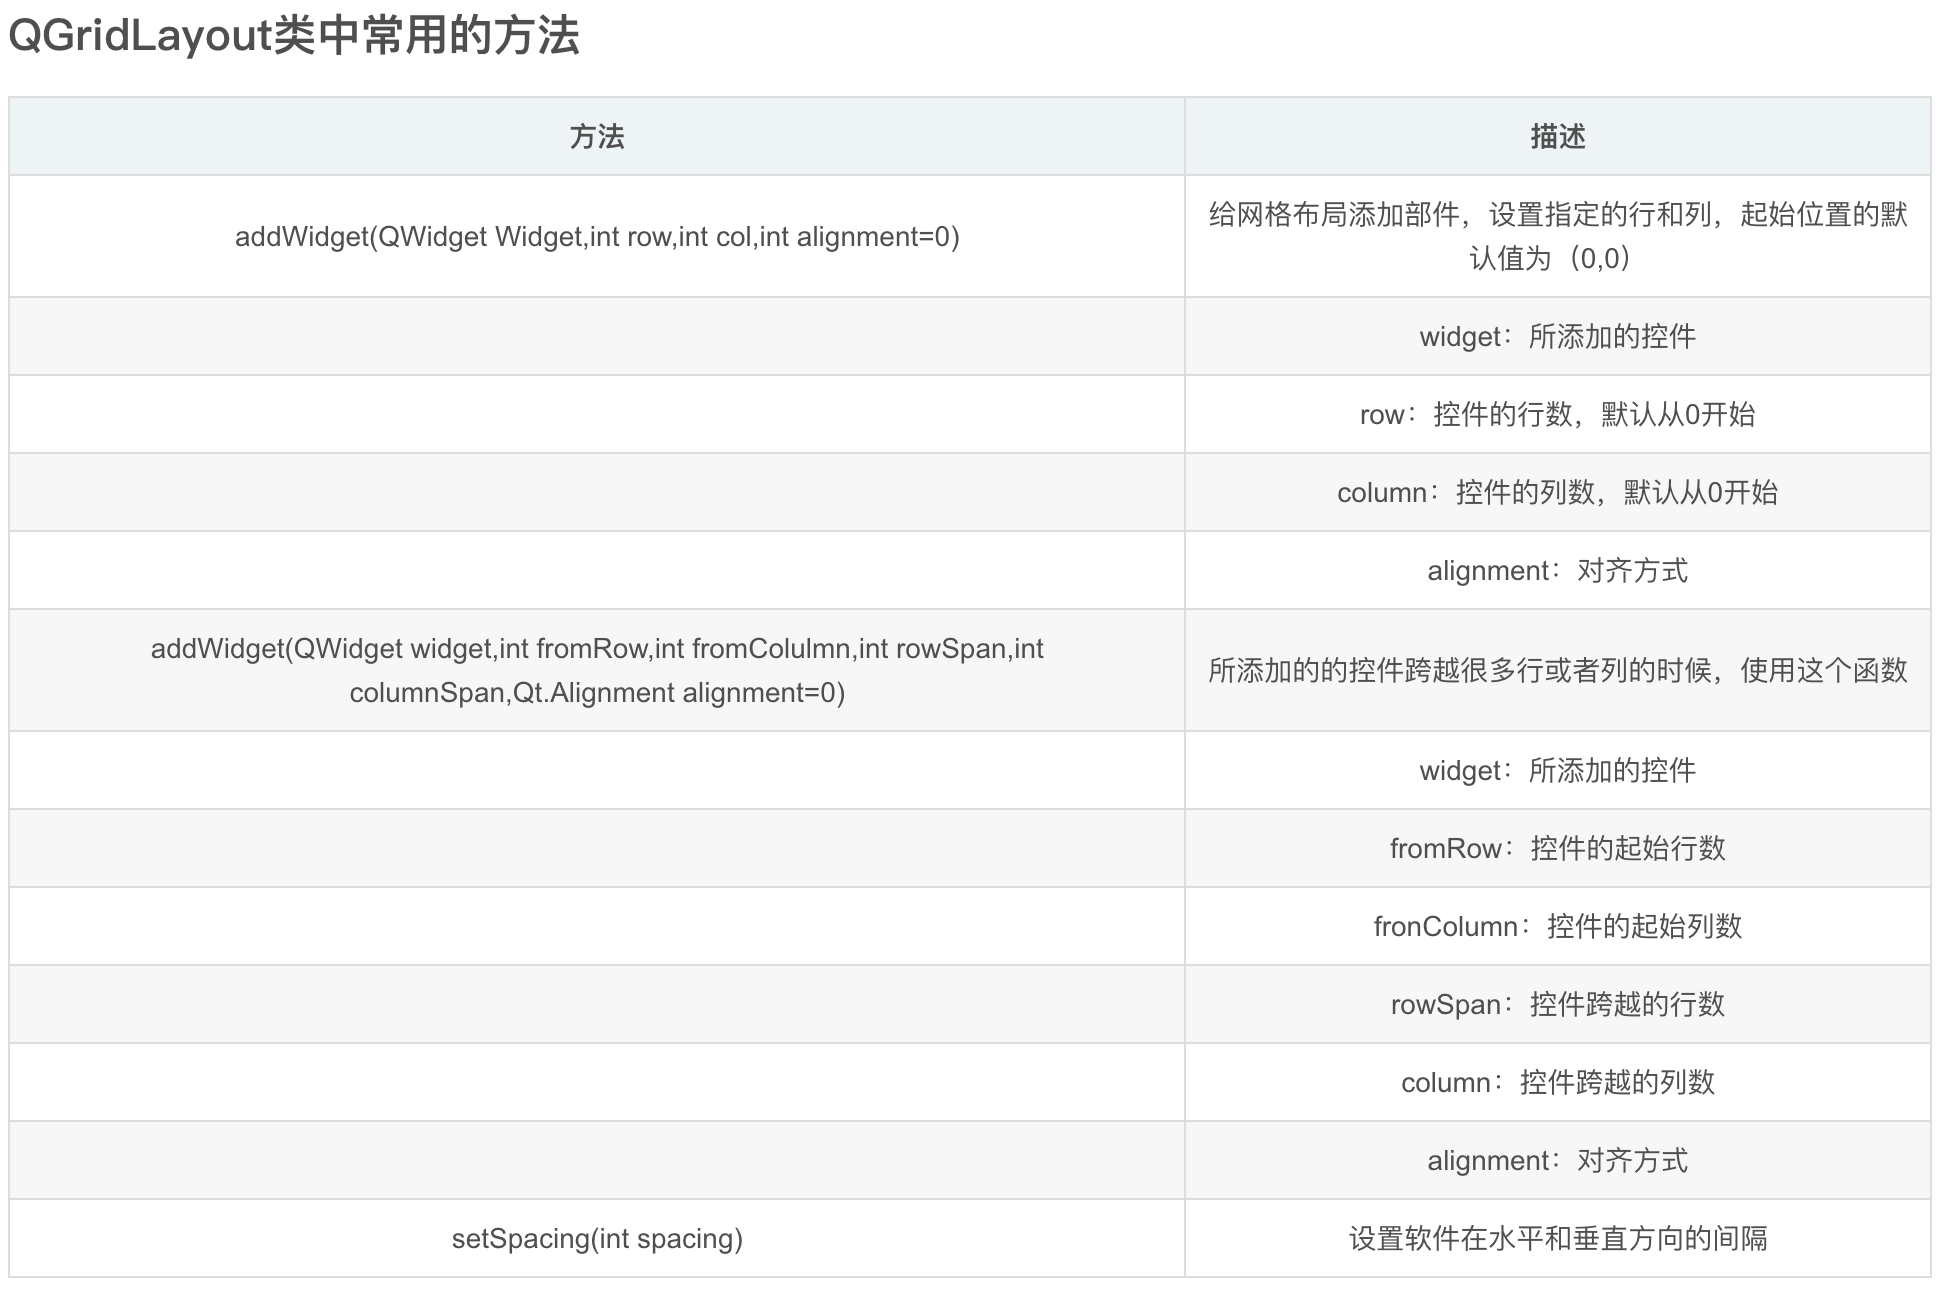 QGridLayout类中常用的方法
方法
描述
addWidget(QWidget Widget,int row,int col,int alignment=0)
给网格布局添加部件，设置指定的行和列，起始位置的默
认值为（0,0）
widget：所添加的控件
row：控件的行数，默认从0开始
column：控件的列数，默认从0开始
alignment：对齐方式
addWidget(QWidget widget,int fromRow,int fromColulmn,int rowSpan,int
columnSpan,Qt.Alignment alignment=0)
所添加的的控件跨越很多行或者列的时候，使用这个函数
widget：所添加的控件
fromRow：控件的起始行数
fronColumn：控件的起始列数
rowSpan：控件跨越的行数
column：控件跨越的列数
alignment：对齐方式
setSpacing(int spacing)
设置软件在水平和垂直方向的间隔